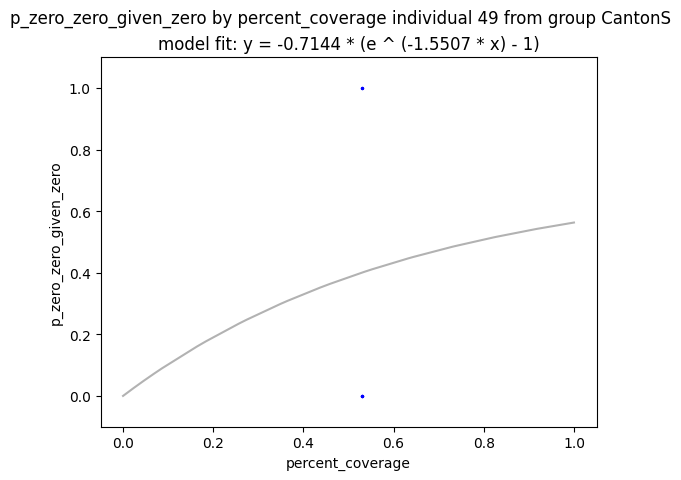 p_zero_zero_given_zero by percent_coverage individual 49 from group CantonS
model fit: y = -0.7144 * (e ^ (-1.5507 * x) - 1)
1.0
0.8
0.6
0.4
0.2
0.0
p_zero_zero_given_zero
0.0 0.2 0.4 0.6 0.8 1.0
percent_coverage